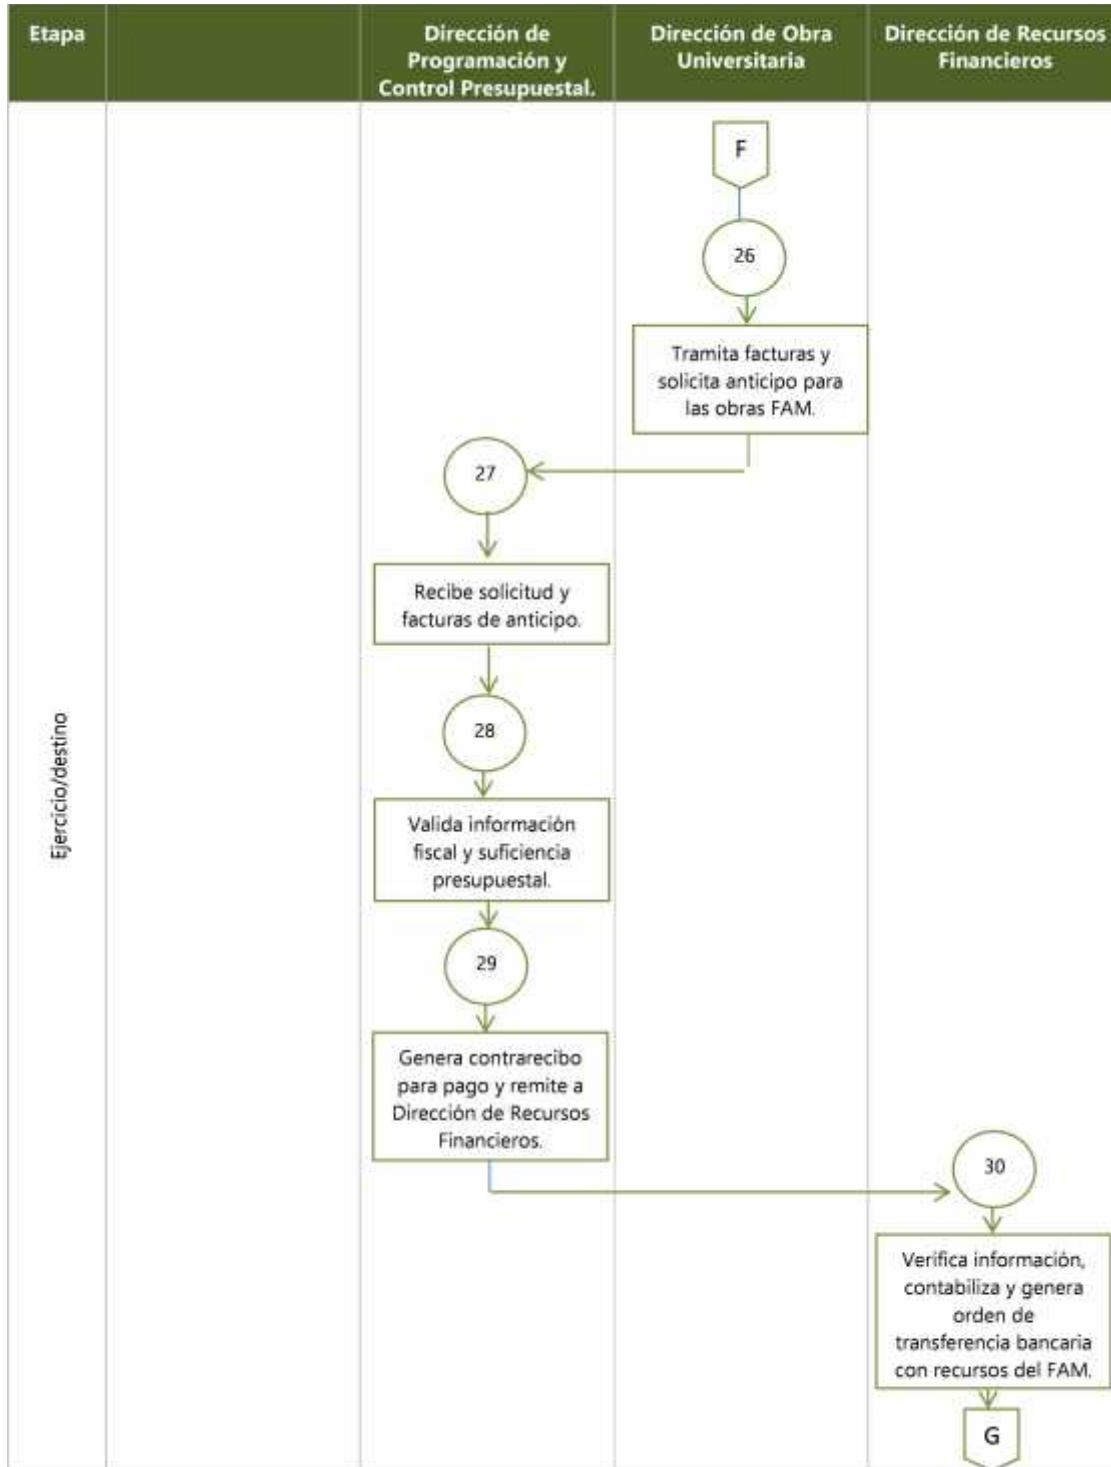 Etapa
Dirección de
Programación y
Control Presupuestal.
Dirección de Obra
Universitaria
Dirección de Recursos
Financieros
Ejercicio/destino
F
26
Tramita facturas y
solicita anticipo para
las obras FAM.
27
Recibe solicitud y
facturas de anticipo.
28
Valida información
fiscal y suficiencia
presupuestal.
29
Genera contrarecibo
para pago y remite a
Dirección de Recursos
Financieros.
30
Verifica información,
contabiliza y genera
orden de
transferencia bancaria
con recursos del FAM.
G